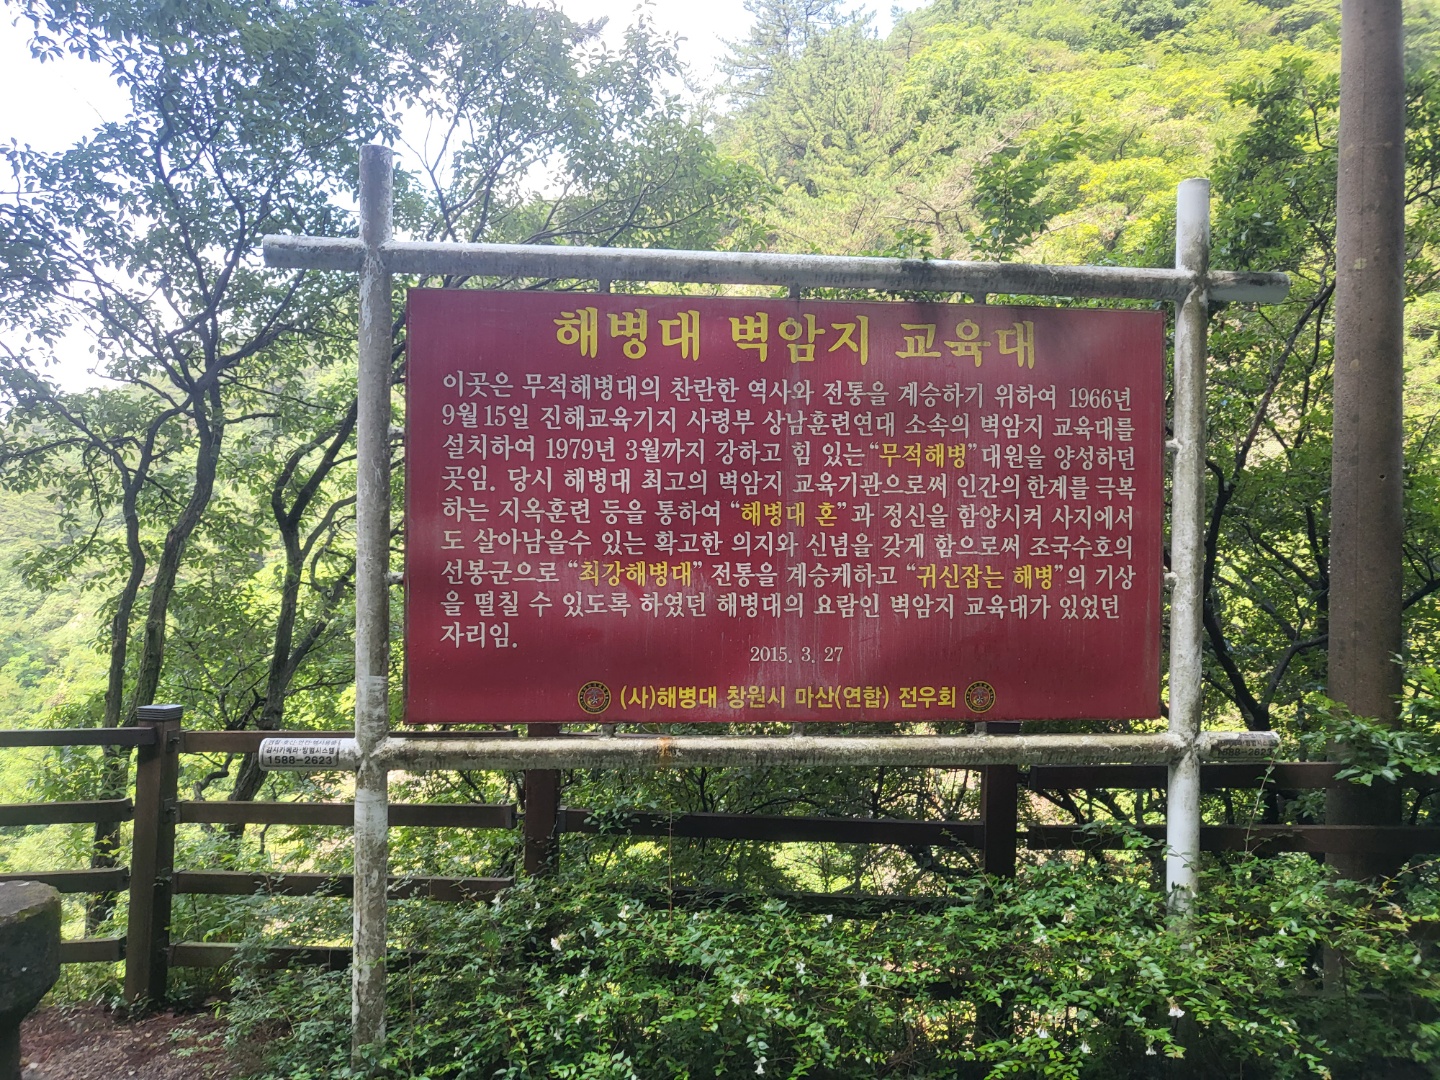 해병대 벽암지 교육대
이곳은 무적해병대의 찬란한 역사와 전통을 계승하기 위하여 1966년
9월 15일 진해교육기지 사령부 상남훈련연대 소속의 벽암지 교육대를
설치하여 1979년 3월까지 강하고 힘 있는 “무적해병” 대원을 양성하던
곳임. 당시 해병대 최고의 벽암지 교육기관으로써 인간의 한계를 극복
하는 지옥훈련 등을 통하여 “해병대 혼”과 정신을 함양시켜 사지에서
도 살아남을수 있는 확고한 의지와 신념을 갖게 함으로써 조국수호의
선봉군으로 “최강해병대” 전통을 계승케하고 “귀신잡는 해병”의 기상
을 떨칠 수 있도록 하였던 해병대의 요람인 벽암지 교육대가 있었던
자리임.
2015. 3. 27
(사)해병대 창원시 마산(연합) 전우회
감시카메라·방범시스템
1588-2623
1588-2623